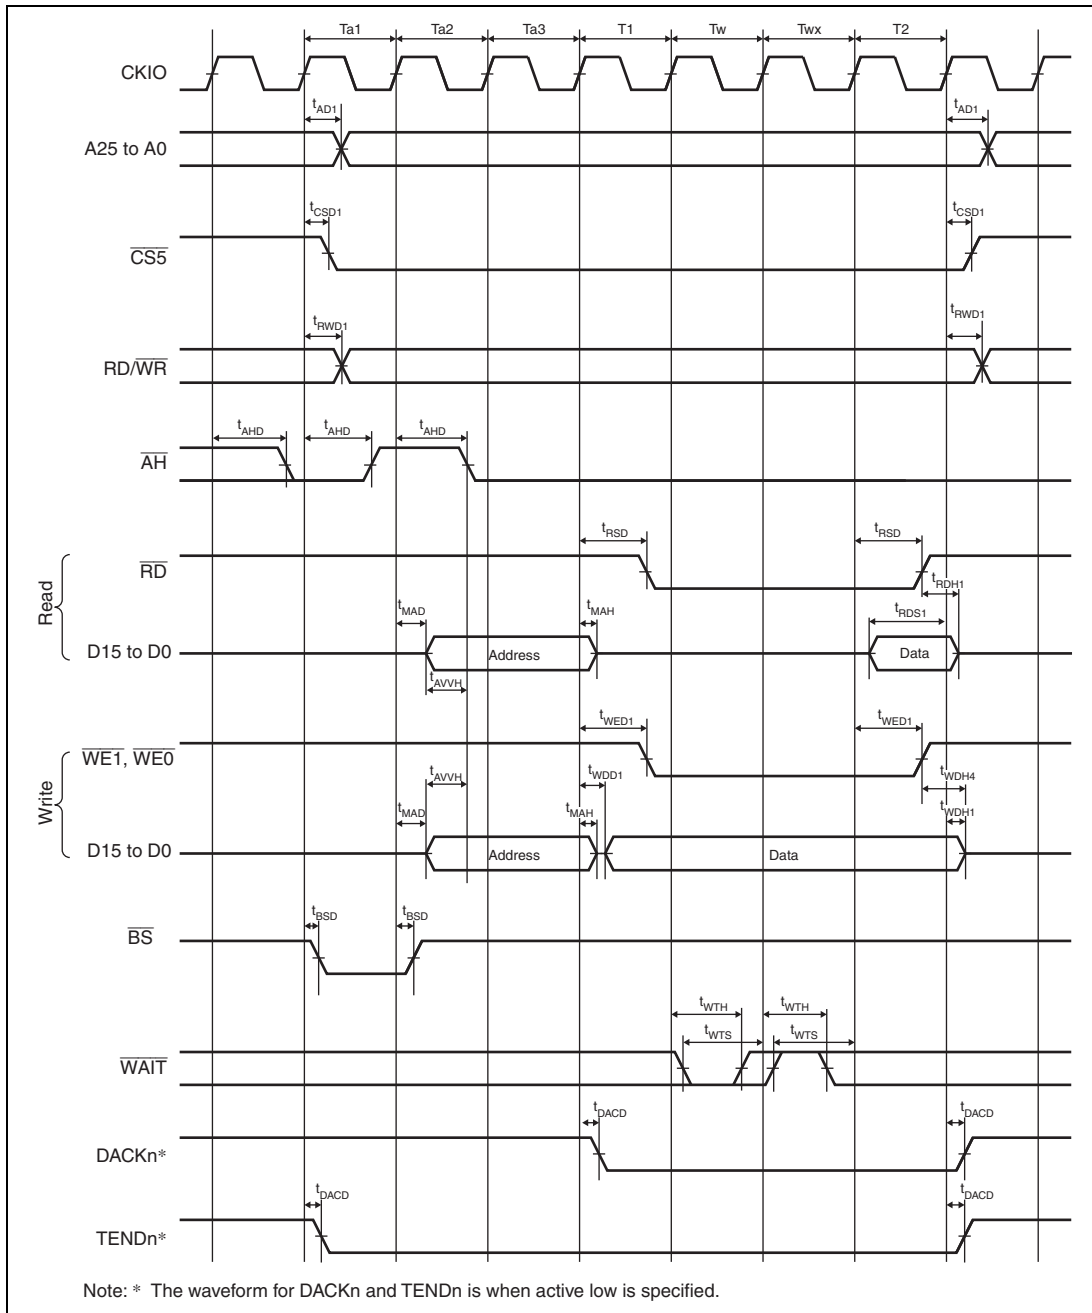 Ta1 Ta2 Ta3 T1 Tw Twx T2
CKIO
tAD1 tAD1
A25 to A0
tCSD1 tCSD1
CS5
tRWD1 tRWD1
RD/WR
tAHD tAHD tAHD
AH
tRSD tRSD
RD
tRDH1
Read
tMAD tMAH tRDS1
D15 to D0 Address Data
tAVVH
tWED1 tWED1
WE1, WE0
tAVVH tWDD1 tWDH4
Write
tMAD tMAH tWDH1
D15 to D0 Address Data
tBSD tBSD
BS
tWTH tWTH
tWTS tWTS
WAIT
tDACD tDACD
DACKn*
tDACD tDACD
TENDn*
Note: * The waveform for DACKn and TENDn is when active low is specified.